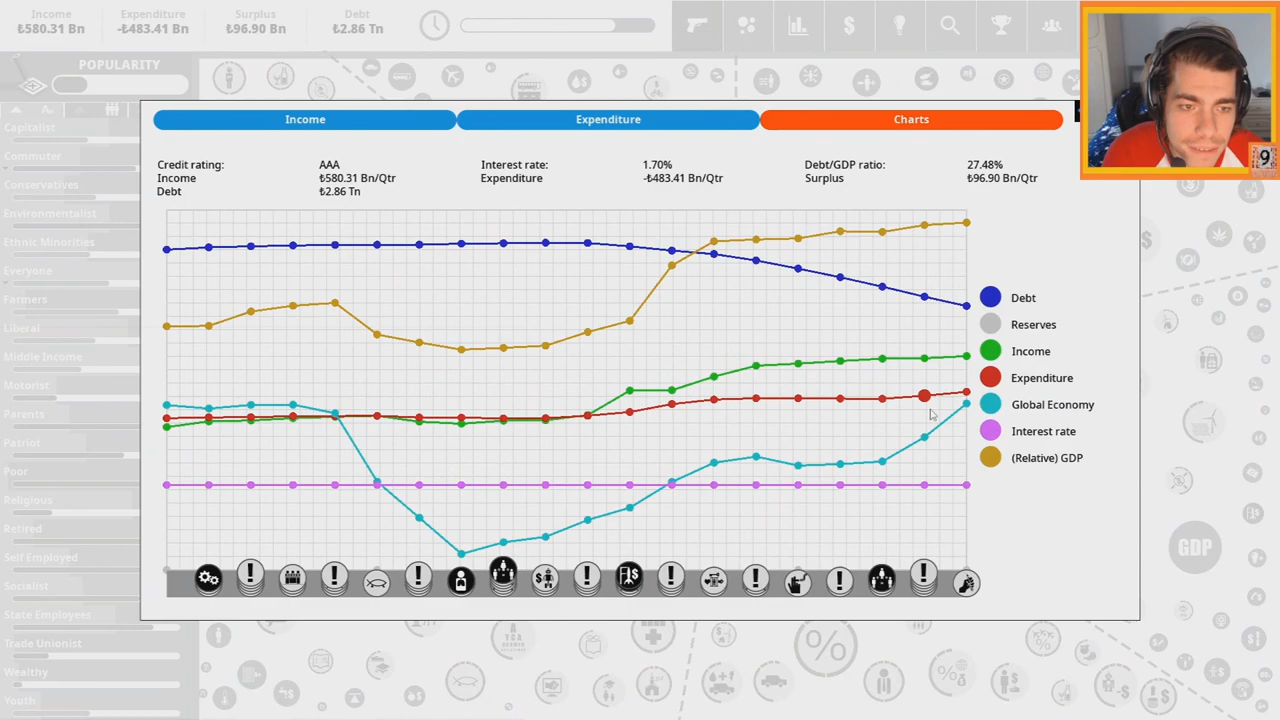 Income
Expenditure
Surplus
Debt
₺580.31 Bn
-₺483.41 Bn
₺96.90 Bn
₺2.86 Tn
POPULARITY
Income
Expenditure
Charts
Credit rating:
AAA
Interest rate:
1.70%
Debt/GDP ratio:
27.48%
Income
₺580.31 Bn/Qtr
Expenditure
-₺483.41 Bn/Qtr
Surplus
₺96.90 Bn/Qtr
Debt
₺2.86 Tn
Debt
Reserves
Income
Expenditure
Global Economy
Interest rate
(Relative) GDP
Capitalist
Commuter
Conservatives
Environmentalist
Ethnic Minorities
Everyone
Farmers
Liberal
Middle Income
Motorist
Parents
Patriot
Poor
Religious
Retired
Self Employed
Socialist
State Employees
Trade Unionist
Wealthy
Youth
GDP
9